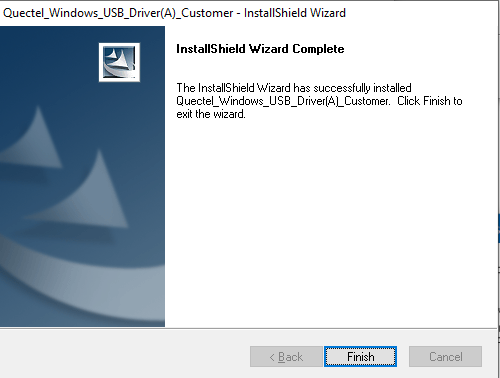 Quectel_Windows_USB_Driver(A)_Customer - InstallShield Wizard
InstallShield Wizard Complete
The InstallShield Wizard has successfully installed
Quectel_Windows_USB_Driver(A)_Customer. Click Finish to
exit the wizard.
< Back Finish Cancel